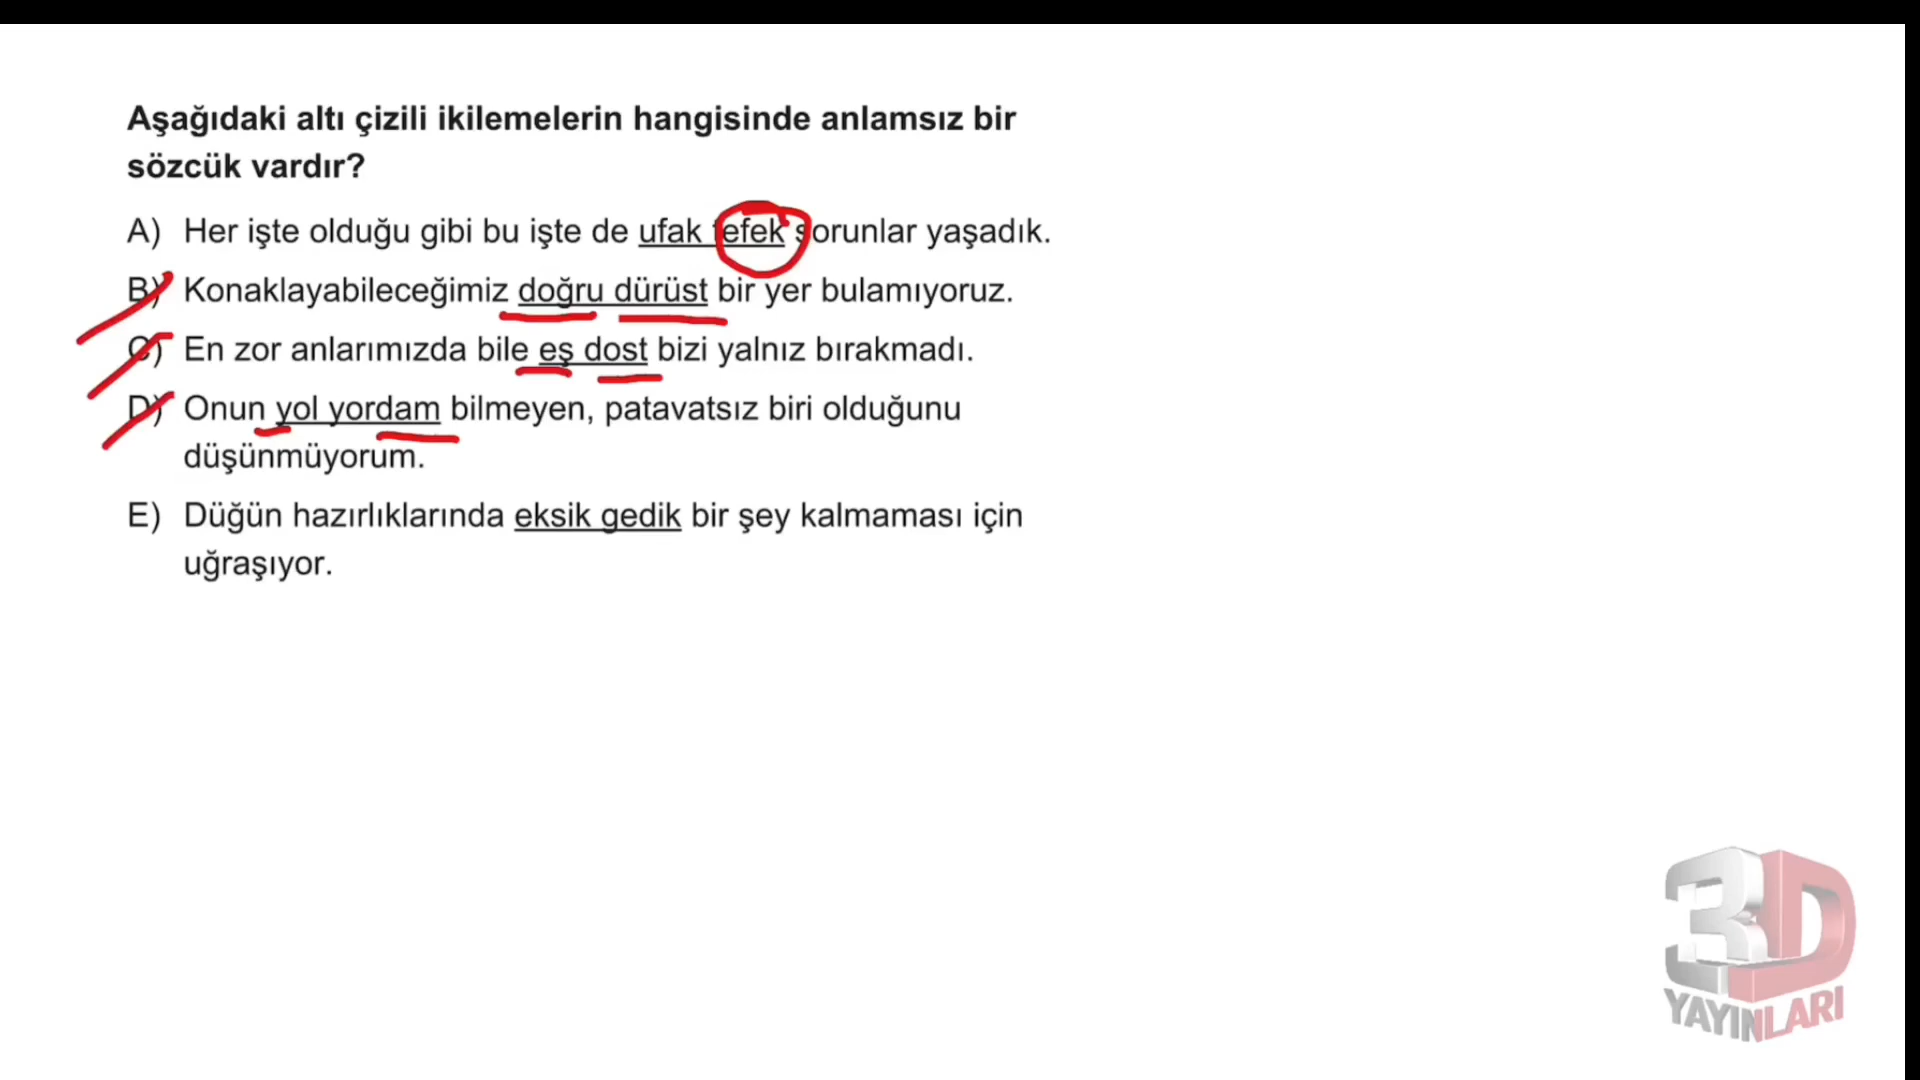 Aşağıdaki altı çizili ikilemelerin hangisinde anlamsız bir
sözcük vardır?
A) Her işte olduğu gibi bu işte de ufak tefek sorunlar yaşadık.
B) Konaklayabileceğimiz doğru dürüst bir yer bulamıyoruz.
C) En zor anlarımızda bile eş dost bizi yalnız bırakmadı.
D) Onun yol yordam bilmeyen, patavatsız biri olduğunu
düşünmüyorum.
E) Düğün hazırlıklarında eksik gedik bir şey kalmaması için
uğraşıyor.
3D
YAYINLARI